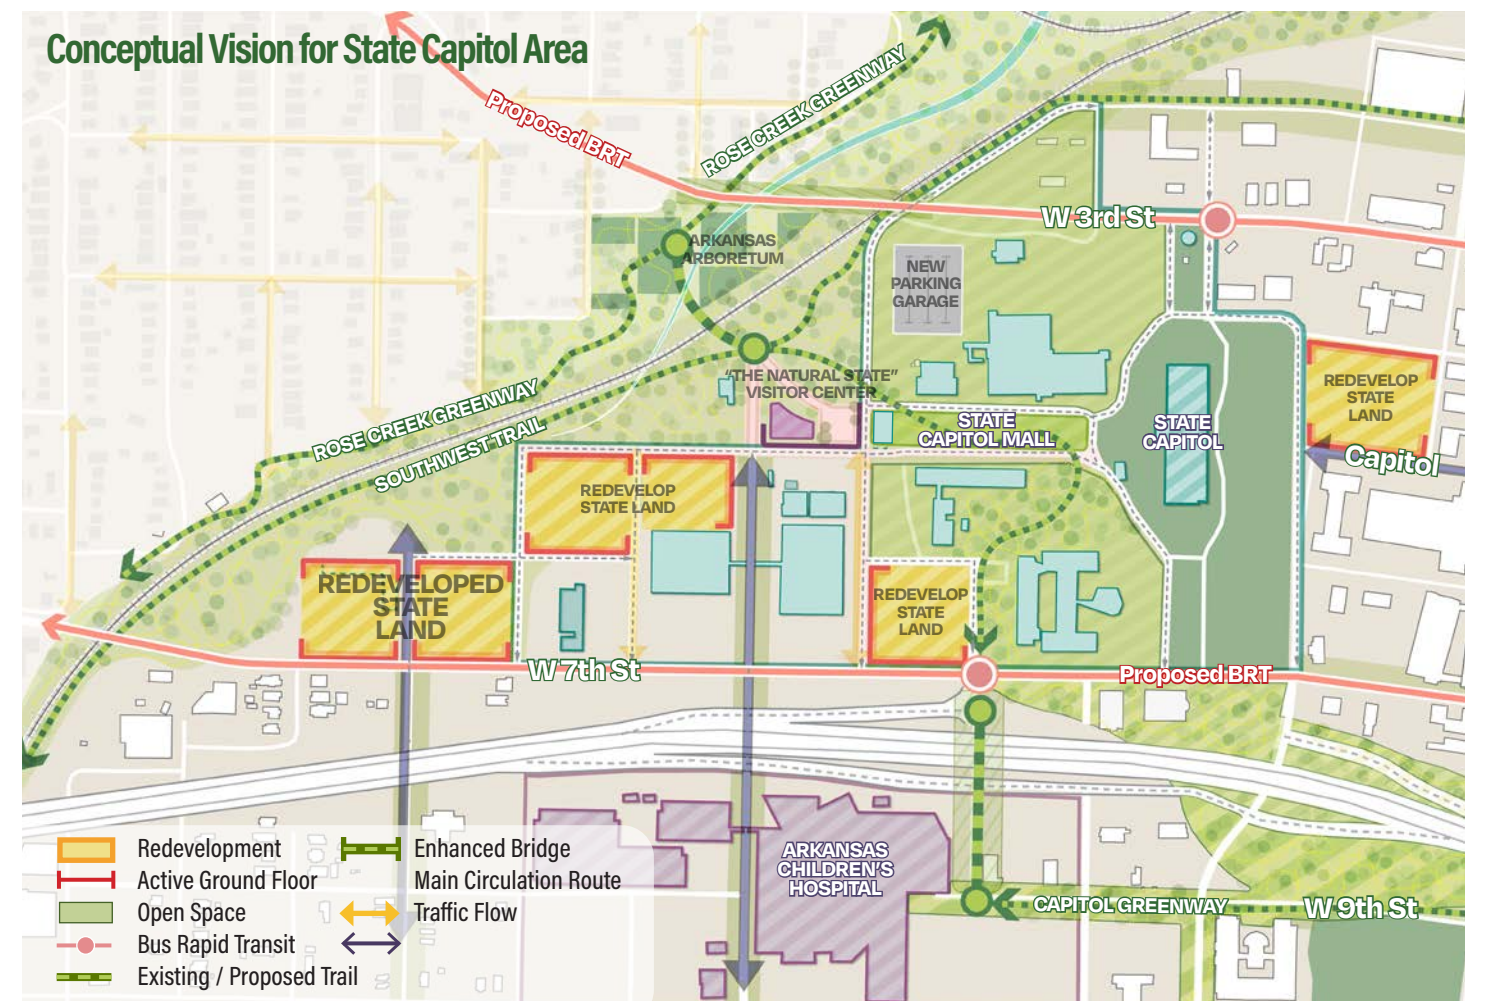 Conceptual Vision for State Capitol Area
Proposed BRT
ROSE CREEK GREENWAY
W 3rd St
ARKANSAS
ARBORETUM
NEW
PARKING
GARAGE
"THE NATURAL STATE"
VISITOR CENTER
REDEVELOP
STATE
LAND
STATE
CAPITOL MALL
STATE
CAPITOL
Capitol
ROSE CREEK GREENWAY
SOUTHWEST TRAIL
REDEVELOP
STATE LAND
REDEVELOPED
STATE
LAND
REDEVELOP
STATE
LAND
W 7th St
Proposed BRT
ARKANSAS
CHILDREN'S
HOSPITAL
CAPITOL GREENWAY
W 9th St
Redevelopment
Active Ground Floor
Open Space
Bus Rapid Transit
Existing / Proposed Trail
Enhanced Bridge
Main Circulation Route
Traffic Flow